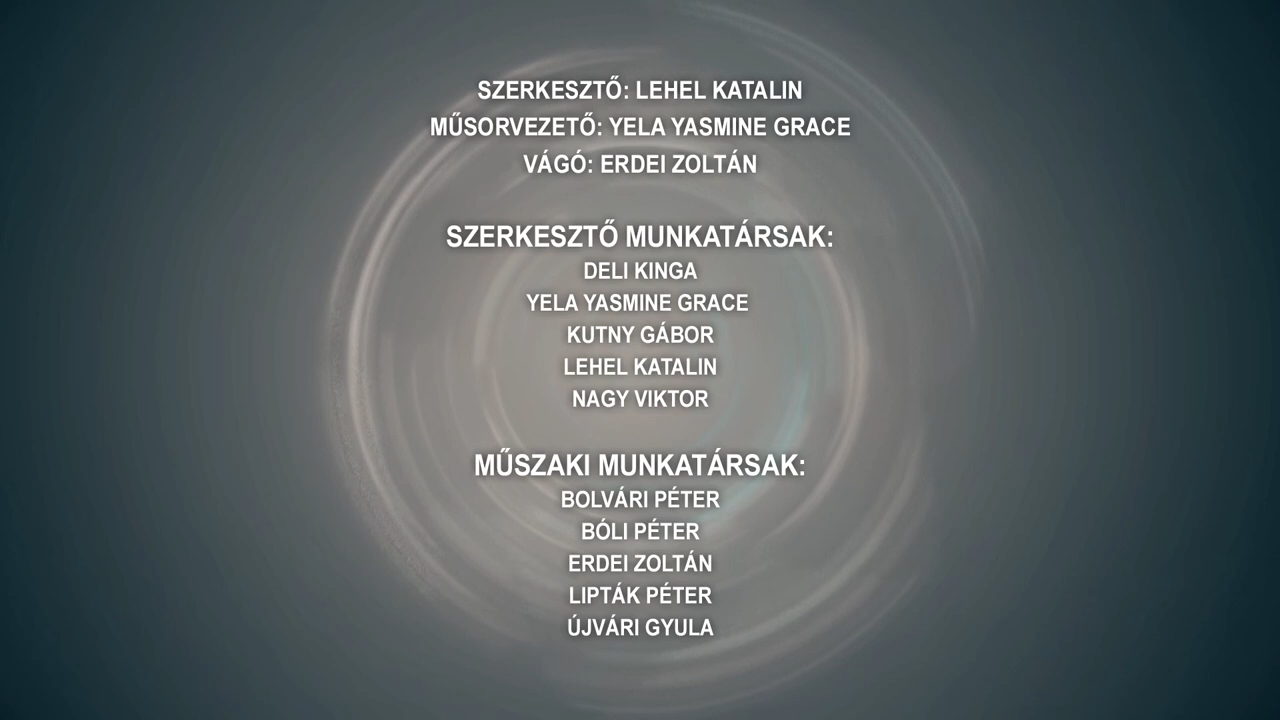 SZERKESZTŐ: LEHEL KATALIN
MŰSORVEZETŐ: YELA YASMINE GRACE
VÁGÓ: ERDEI ZOLTÁN
SZERKESZTŐ MUNKATÁRSAK:
DELI KINGA
YELA YASMINE GRACE
KUTNY GÁBOR
LEHEL KATALIN
NAGY VIKTOR
MŰSZAKI MUNKATÁRSAK:
BOLVÁRI PÉTER
BÓLI PÉTER
ERDEI ZOLTÁN
LIPTÁK PÉTER
ÚJVÁRI GYULA